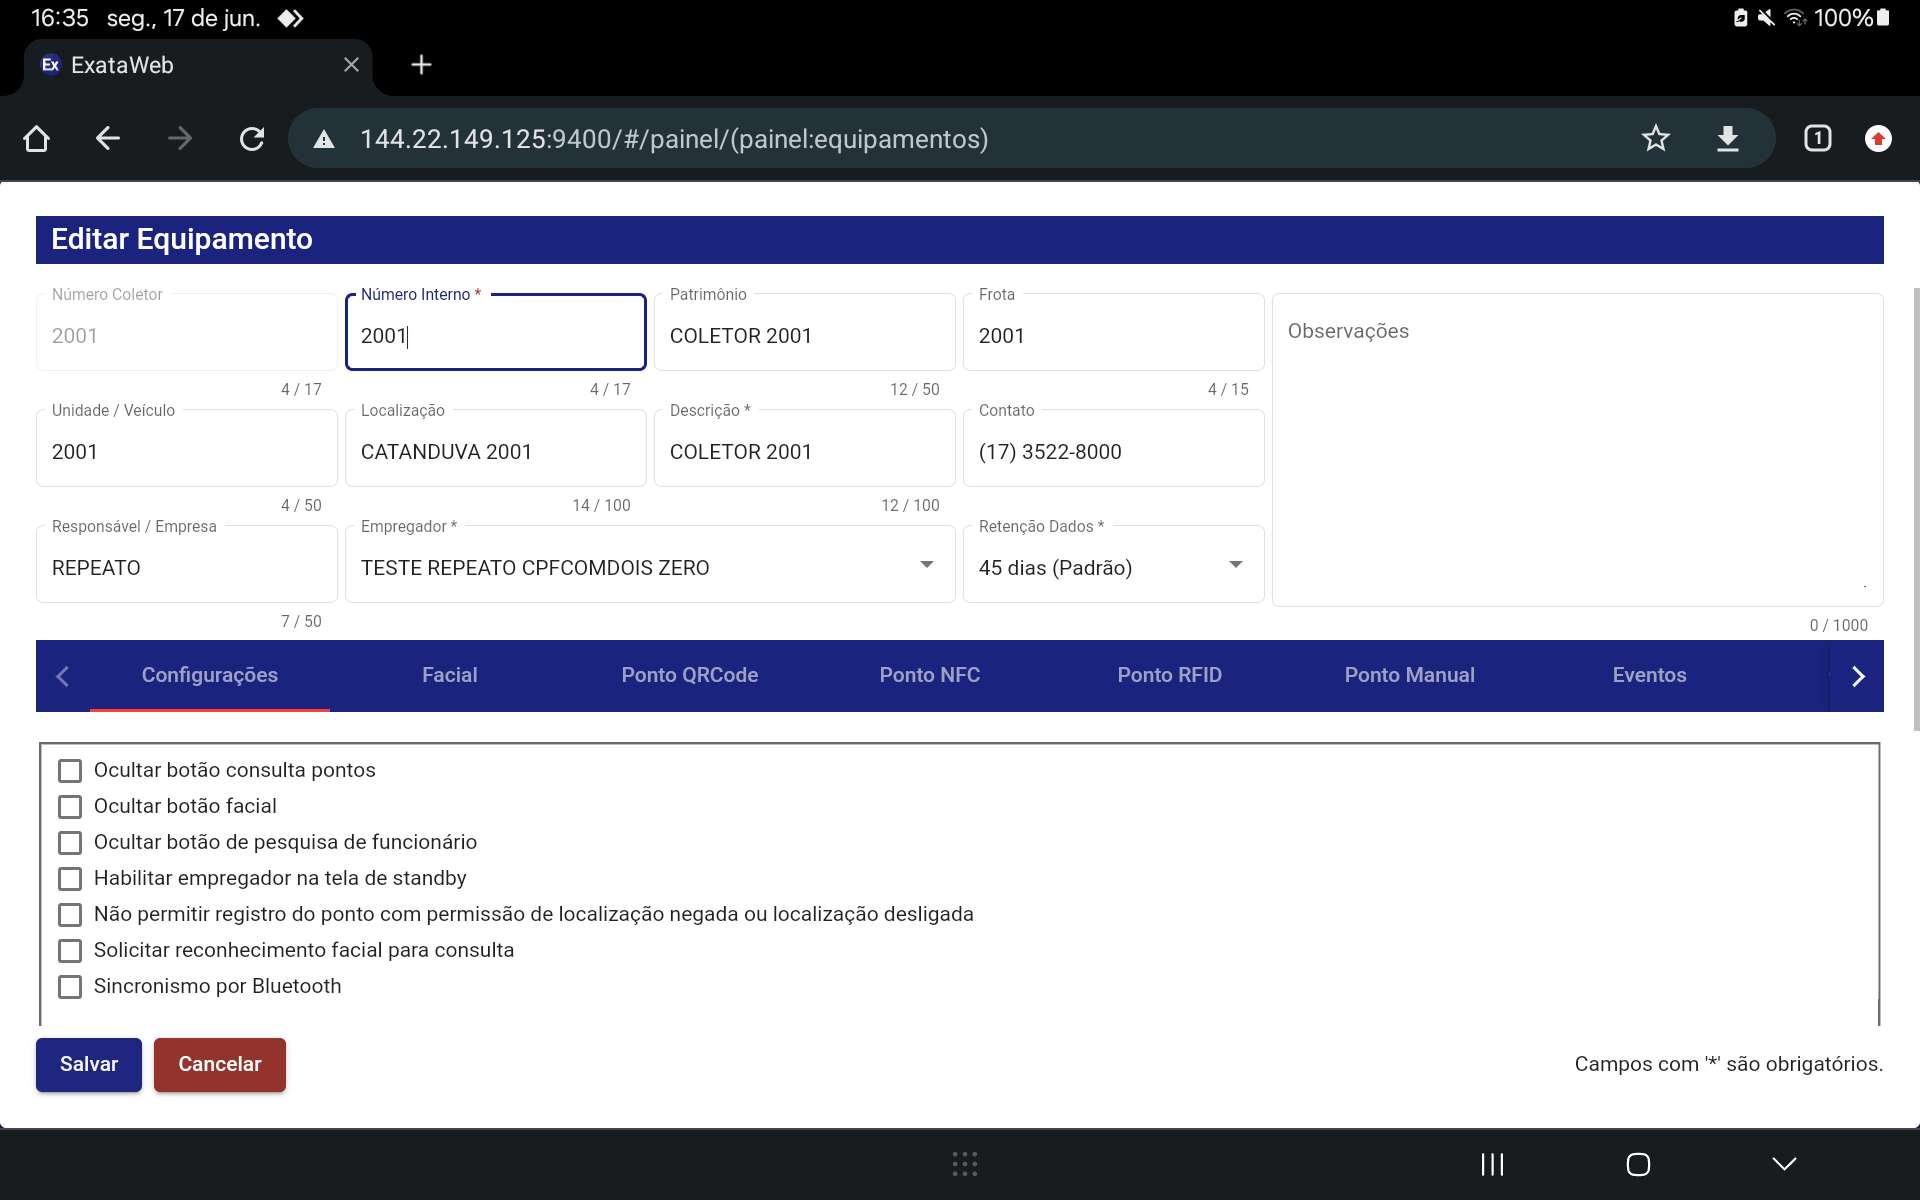 16:35 seg., 17 de jun. 100%
Ex ExataWeb
144.22.149.125:9400/#/painel/(painel:equipamentos) 1
Editar Equipamento
Número Coletor Número Interno * Patrimônio Frota
2001 2001 COLETOR 2001 2001 Observações
4 / 17 4 / 17 12 / 50 4 / 15
Unidade / Veículo Localização Descrição * Contato
2001 CATANDUVA 2001 COLETOR 2001 (17) 3522-8000
4 / 50 14 / 100 12 / 100
Responsável / Empresa Empregador * Retenção Dados *
REPEATO TESTE REPEATO CPFCOMDOIS ZERO 45 dias (Padrão)
7 / 50 0 / 1000
Configurações Facial Ponto QRCode Ponto NFC Ponto RFID Ponto Manual Eventos
Ocultar botão consulta pontos
Ocultar botão facial
Ocultar botão de pesquisa de funcionário
Habilitar empregador na tela de standby
Não permitir registro do ponto com permissão de localização negada ou localização desligada
Solicitar reconhecimento facial para consulta
Sincronismo por Bluetooth
Salvar Cancelar Campos com '*' são obrigatórios.